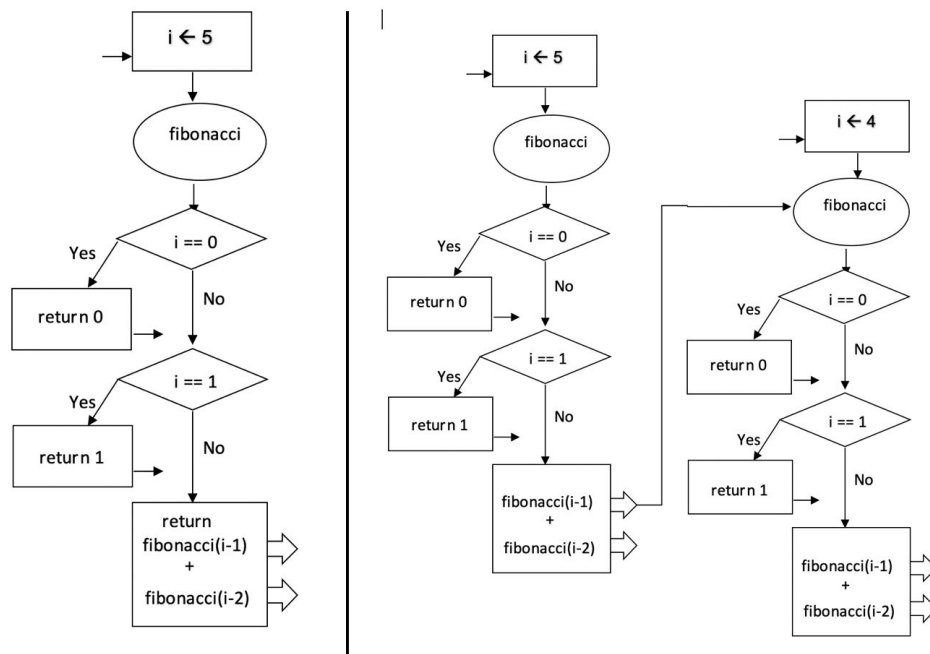 i ← 5
fibonacci
i == 0
Yes
No
return 0
i == 1
Yes
No
return 1
return
fibonacci(i-1)
+
fibonacci(i-2)
i ← 5
fibonacci
i == 0
Yes
No
return 0
i == 1
Yes
No
return 1
fibonacci(i-1)
+
fibonacci(i-2)
i ← 4
fibonacci
i == 0
Yes
No
return 0
i == 1
Yes
No
return 1
fibonacci(i-1)
+
fibonacci(i-2)